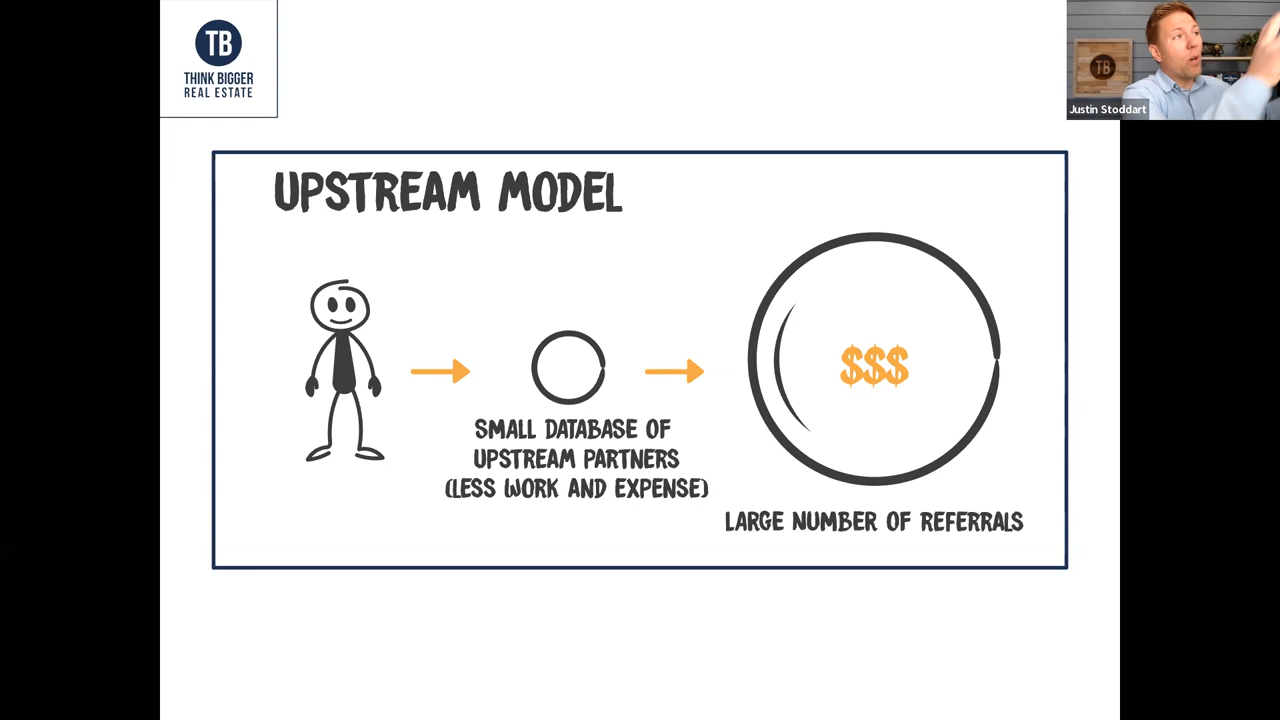 TB
THINK BIGGER
REAL ESTATE
TB
Justin Stoddart
UPSTREAM MODEL
$$$
SMALL DATABASE OF
UPSTREAM PARTNERS
(LESS WORK AND EXPENSE)
LARGE NUMBER OF REFERRALS